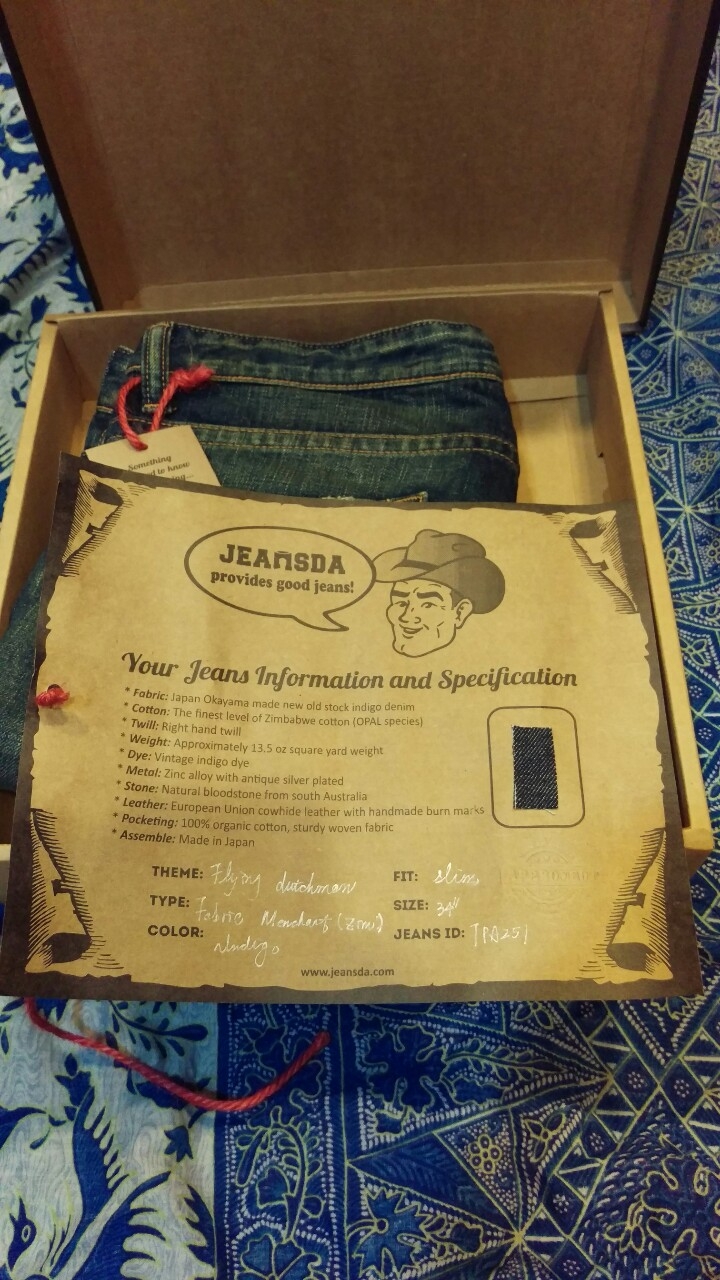 Something
to know
JEANSDA
provides good jeans!
Your Jeans Information and Specification
* Fabric: Japan Okayama made new old stock indigo denim
* Cotton: The finest level of Zimbabwe cotton (OPAL species)
* Twill: Right hand twill
* Weight: Approximately 13.5 oz square yard weight
* Dye: Vintage indigo dye
* Metal: Zinc alloy with antique silver plated
* Stone: Natural bloodstone from south Australia
* Leather: European Union cowhide leather with handmade burn marks
* Pocketing: 100% organic cotton, sturdy woven fabric
* Assemble: Made in Japan
THEME: Flying dutchman FIT: slim
TYPE: Fabric Merchant SIZE: 34"
COLOR: Indigo JEANS ID:
www.jeansda.com